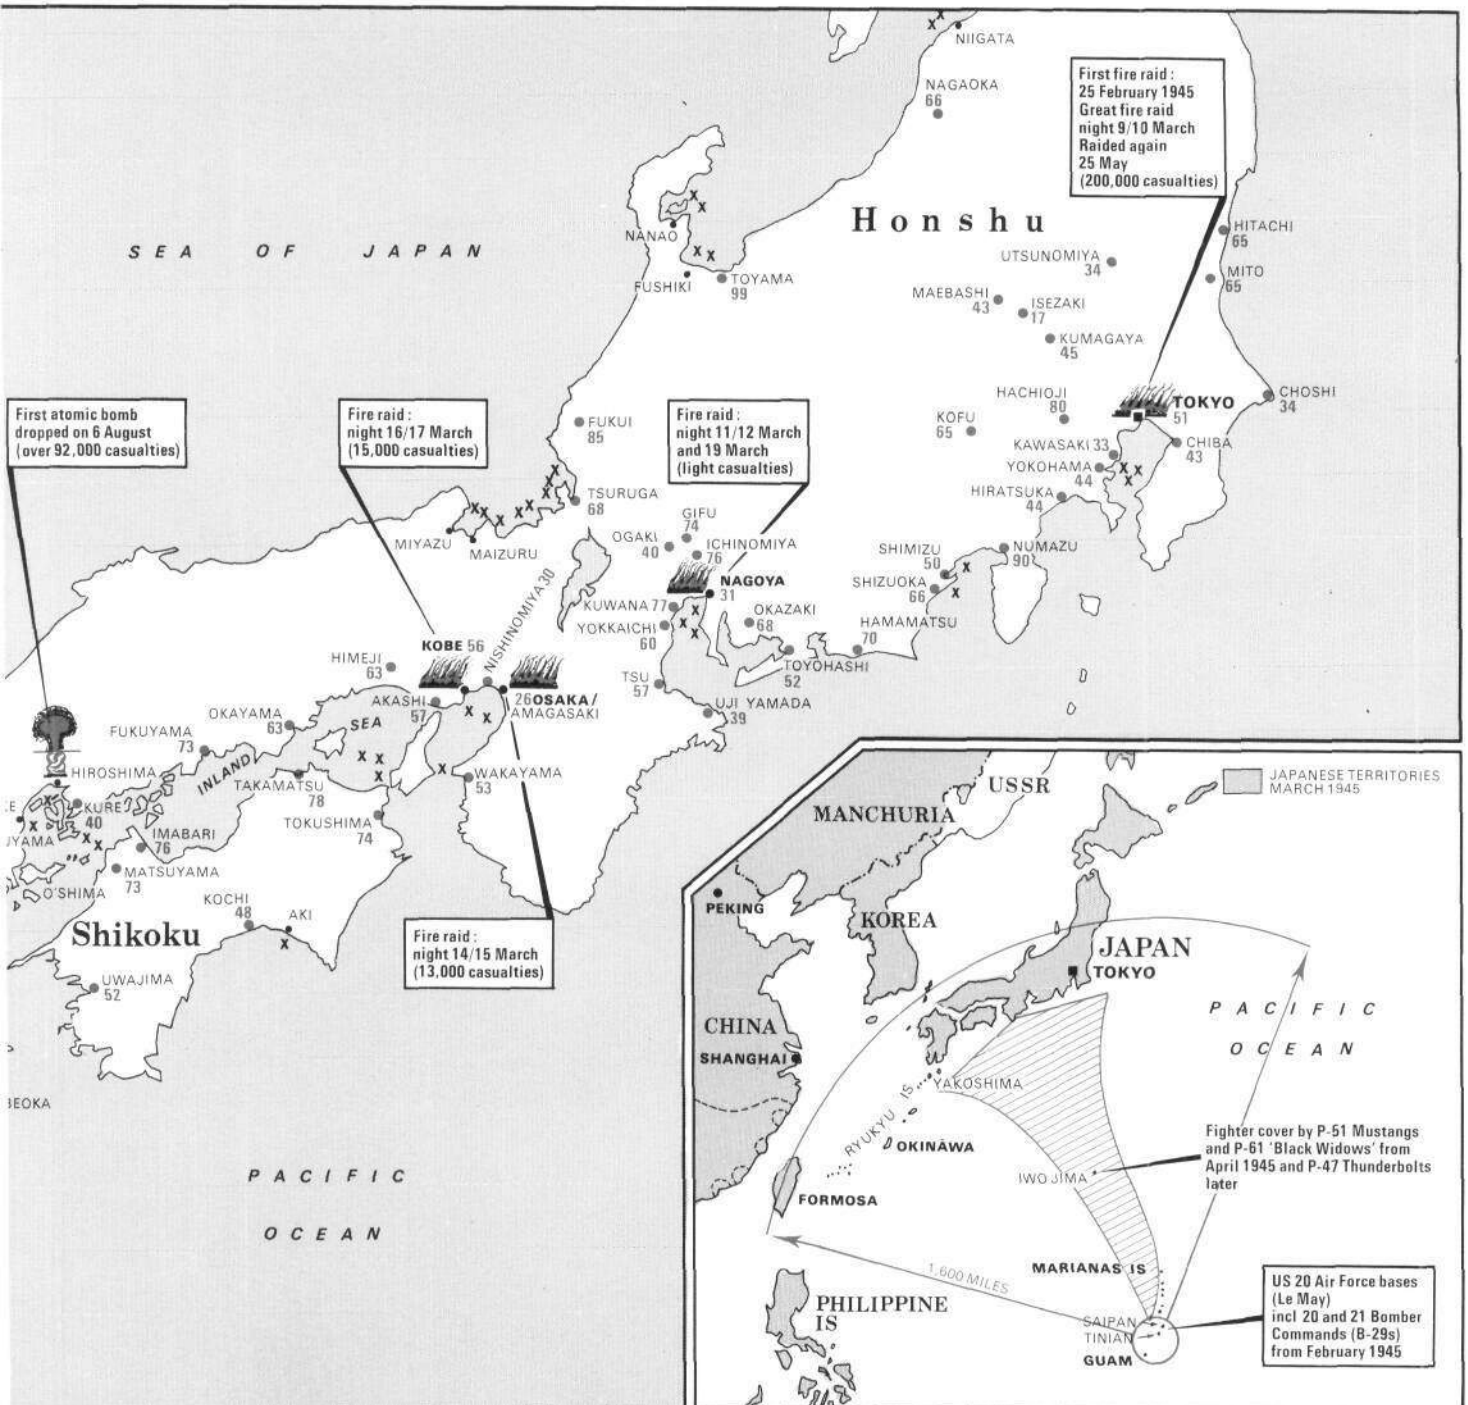 NIIGATA
NAGAOKA
66
First fire raid :
25 February 1945
Great fire raid
night 9/10 March
Raided again
25 May
(200,000 casualties)
Honshu
SEA OF JAPAN
NANAO
FUSHIKI
TOYAMA
99
UTSUNOMIYA
34
HITACHI
65
MITO
65
MAEBASHI
43
ISEZAKI
17
KUMAGAYA
45
HACHIOJI
80
TOKYO
51
CHOSHI
34
KOFU
65
KAWASAKI 33
CHIBA
43
YOKOHAMA
44
HIRATSUKA
44
First atomic bomb
dropped on 6 August
(over 92,000 casualties)
Fire raid :
night 16/17 March
(15,000 casualties)
Fire raid :
night 11/12 March
and 19 March
(light casualties)
FUKUI
85
TSURUGA
68
MIYAZU
MAIZURU
GIFU
74
OGAKI
40
ICHINOMIYA
76
NAGOYA
31
SHIMIZU
50
NUMAZU
90
SHIZUOKA
66
NISHINOMIYA 30
KUWANA 77
YOKKAICHI
60
OKAZAKI
68
HAMAMATSU
70
TOYOHASHI
52
KOBE 56
HIMEJI
63
AKASHI
57
26 OSAKA /
AMAGASAKI
TSU
57
UJI YAMADA
39
OKAYAMA
63
INLAND SEA
FUKUYAMA
73
HIROSHIMA
TAKAMATSU
78
WAKAYAMA
53
KURE
40
TOKUSHIMA
74
UYAMA
IMABARI
76
MATSUYAMA
73
O'SHIMA
KOCHI
48
AKI
Shikoku
UWAJIMA
52
Fire raid :
night 14/15 March
(13,000 casualties)
BEOKA
PACIFIC
OCEAN
USSR
JAPANESE TERRITORIES
MARCH 1945
MANCHURIA
PEKING
KOREA
JAPAN
TOKYO
PACIFIC
OCEAN
CHINA
SHANGHAI
YAKOSHIMA
RYUKYU IS
OKINAWA
Fighter cover by P-51 Mustangs
and P-61 'Black Widows' from
April 1945 and P-47 Thunderbolts
later
IWO JIMA
FORMOSA
1,600 MILES
MARIANAS IS
PHILIPPINE
IS
SAIPAN
TINIAN
GUAM
US 20 Air Force bases
(Le May)
incl 20 and 21 Bomber
Commands (B-29s)
from February 1945